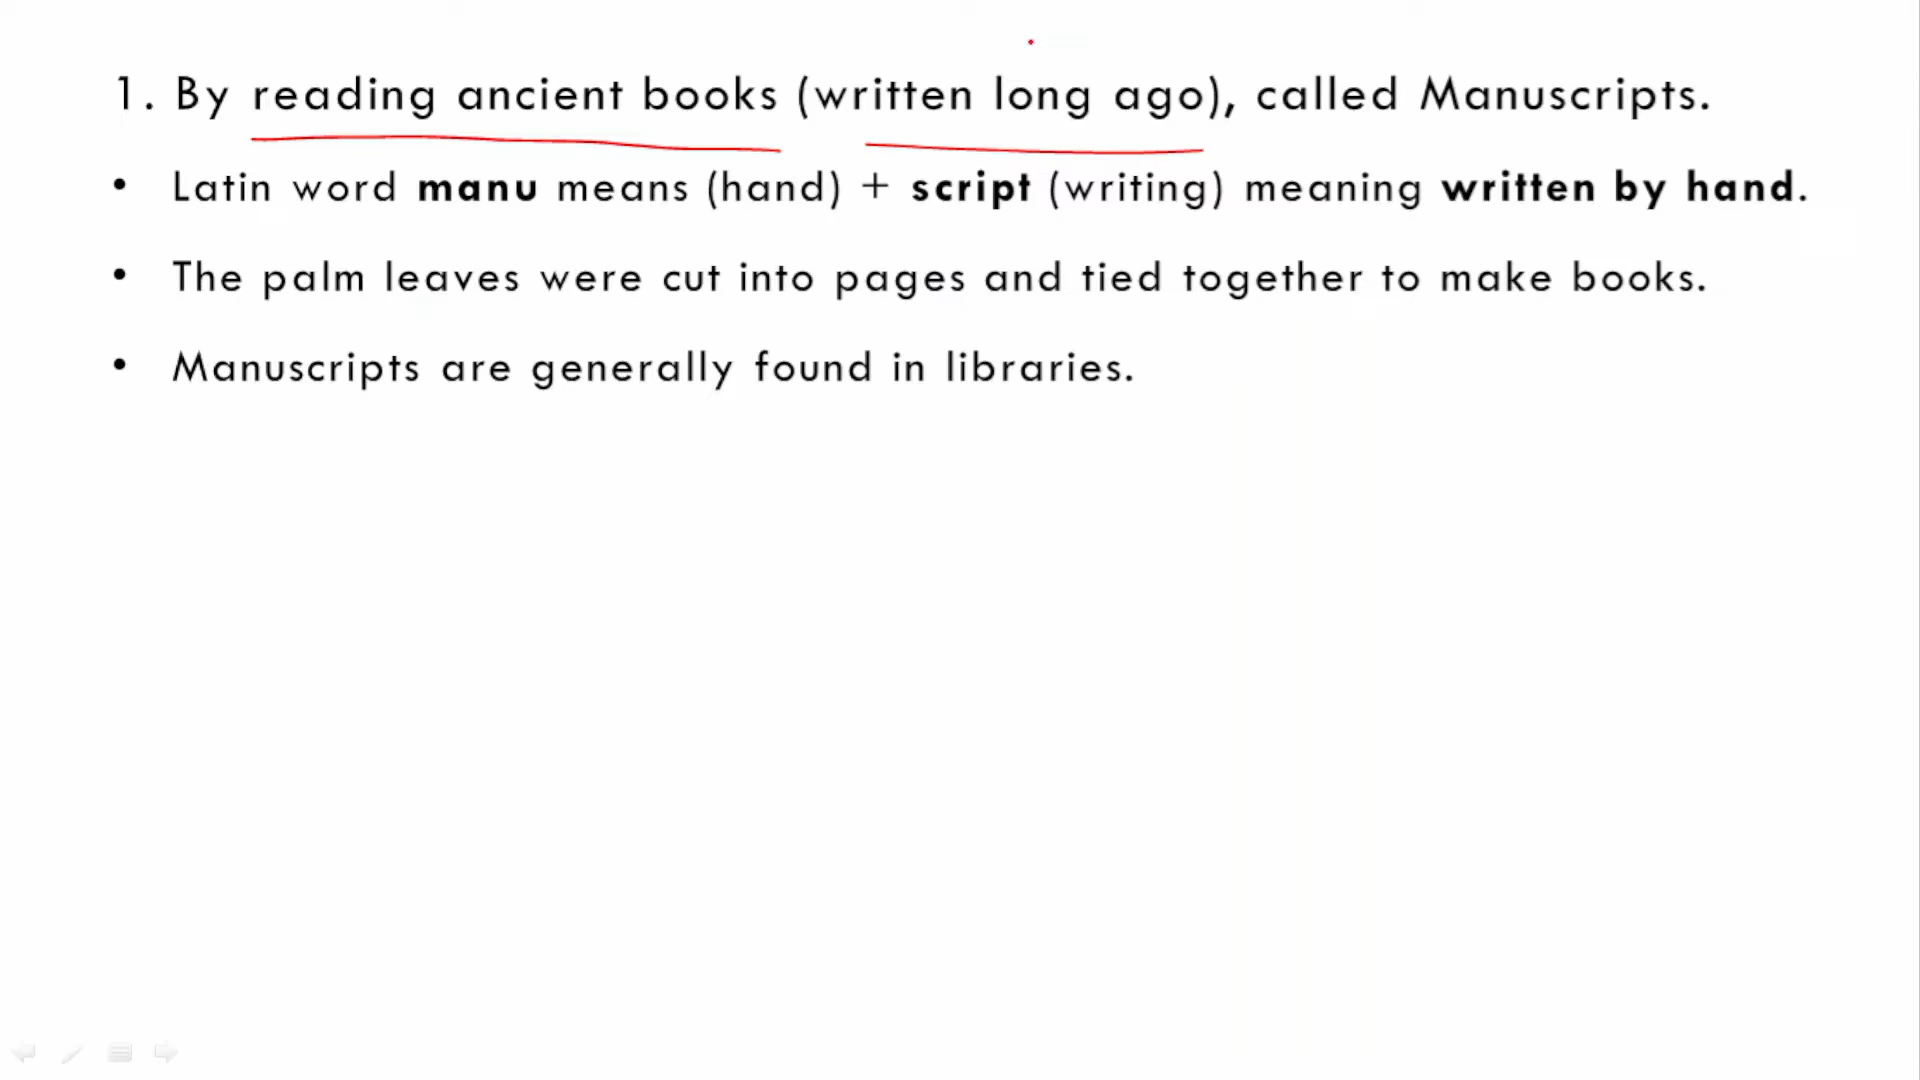 1. By reading ancient books (written long ago), called Manuscripts.
• Latin word manu means (hand) + script (writing) meaning written by hand.
• The palm leaves were cut into pages and tied together to make books.
• Manuscripts are generally found in libraries.